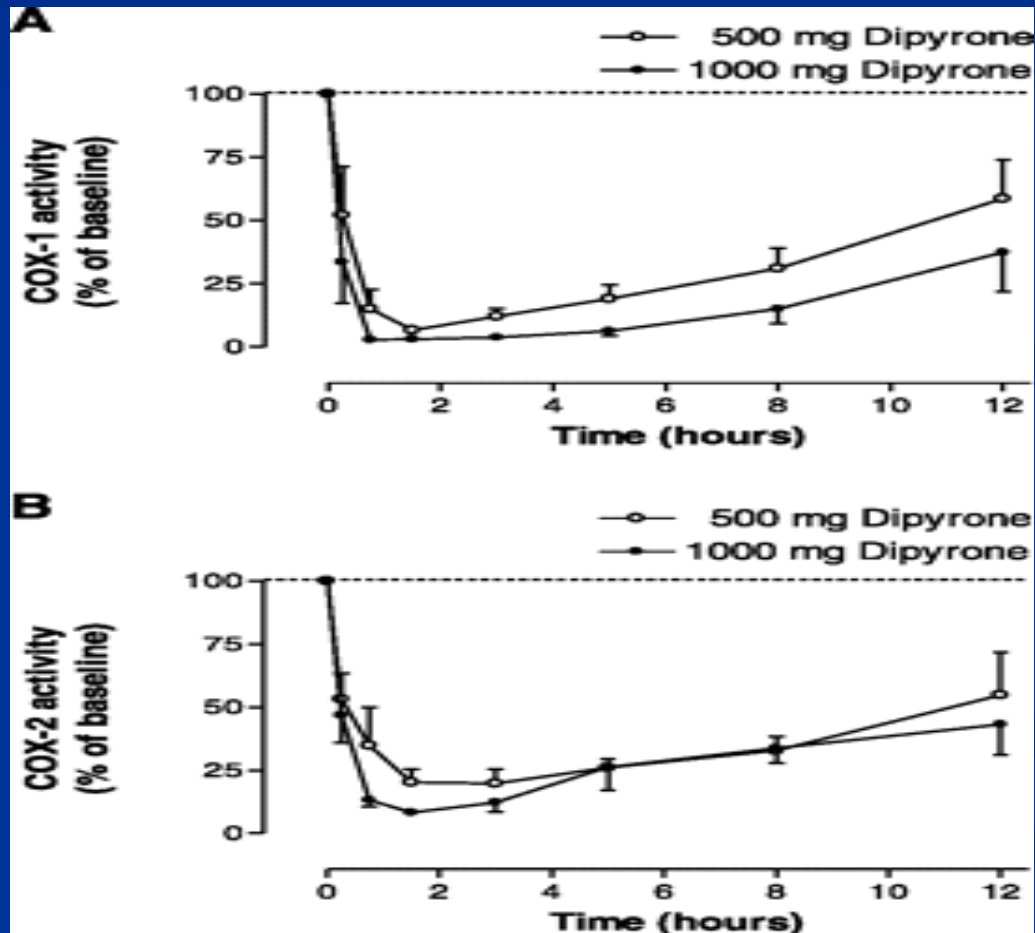 A
500 mg Dipyrone
1000 mg Dipyrone
COX-1 activity
(% of baseline)
100
75
50
25
0
0 2 4 6 8 10 12
Time (hours)
B
500 mg Dipyrone
1000 mg Dipyrone
COX-2 activity
(% of baseline)
100
75
50
25
0
0 2 4 6 8 10 12
Time (hours)